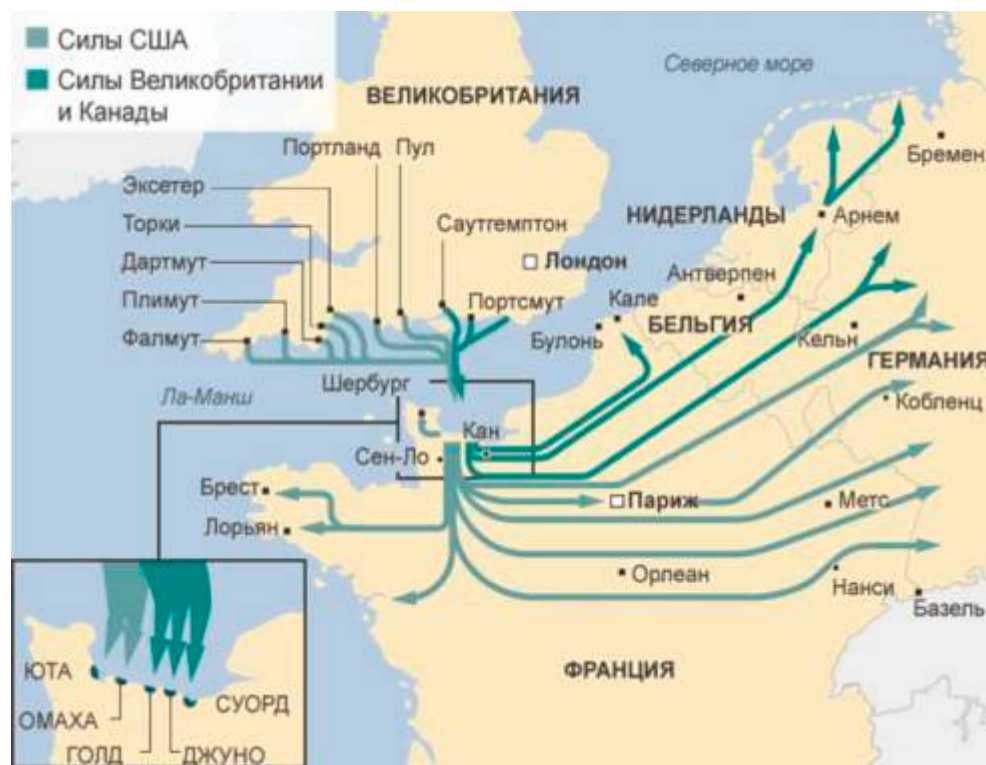 Силы США
Силы Великобритании
и Канады
Северное море
ВЕЛИКОБРИТАНИЯ
Портланд
Пул
Бремен
Эксетер
Торки
Саутгемптон
НИДЕРЛАНДЫ
Арнем
Дартмут
Лондон
Антверпен
Плимут
Портсмут
Кале
Фалмут
Булонь
БЕЛЬГИЯ
Кельн
ГЕРМАНИЯ
Шербург
Ла-Манш
Кобленц
Кан
Сен-Ло
Брест
Париж
Метс
Лорьян
Орлеан
Нанси
Базель
ФРАНЦИЯ
ЮТА
ОМАХА
СУОРД
ГОЛД
ДЖУНО